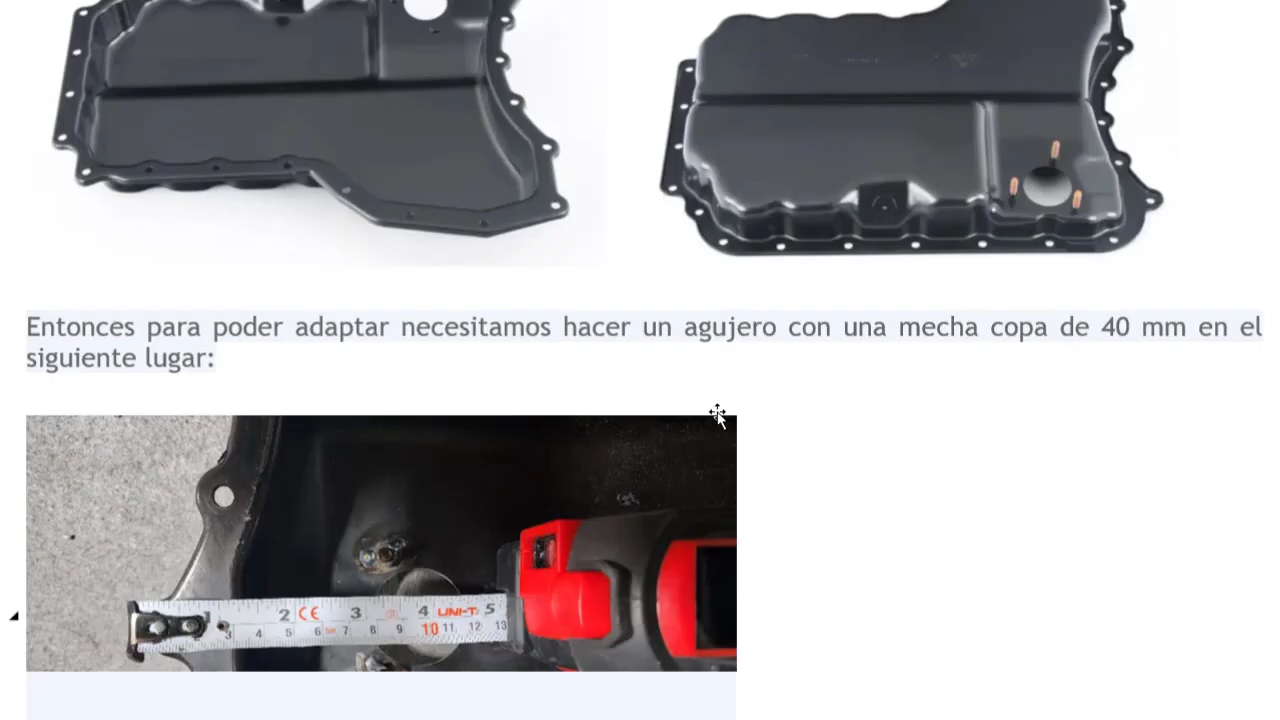 Entonces para poder adaptar necesitamos hacer un agujero con una mecha copa de 40 mm en el
siguiente lugar:
1 2 CE 3 4 UNI-T 5
3 4 5 6 7 8 9 10 11 12 13